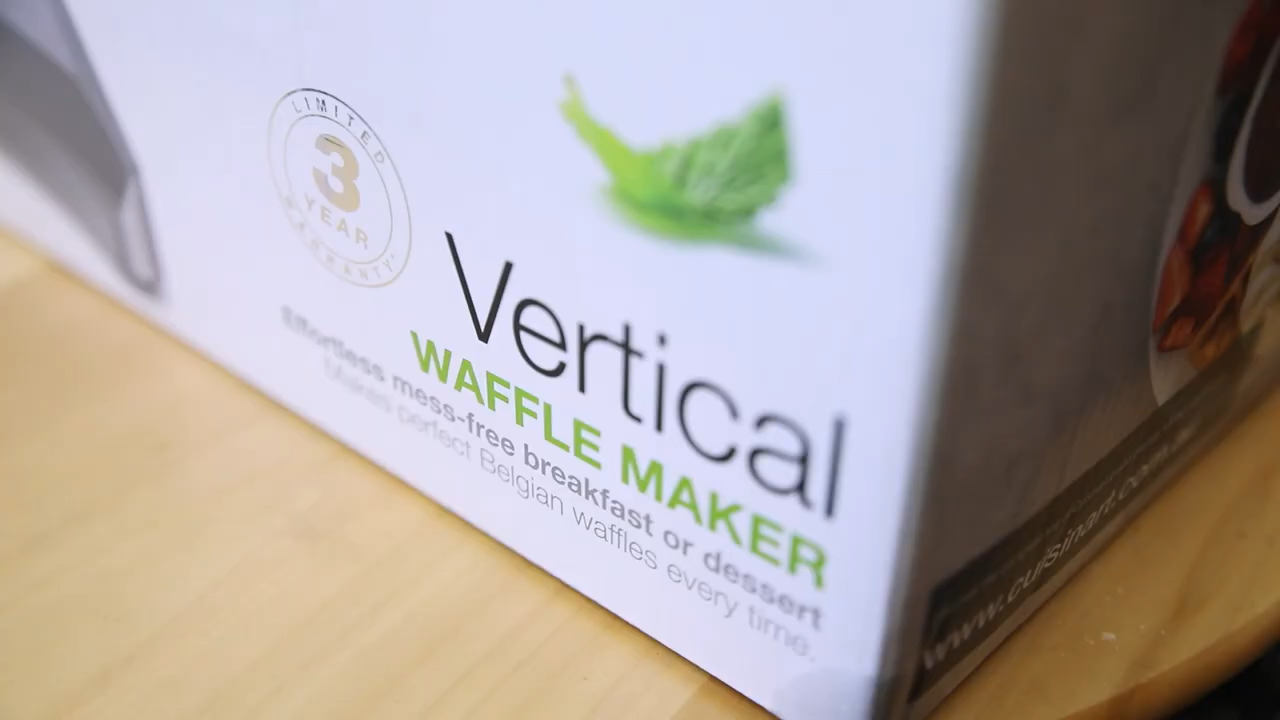 LIMITED
3
YEAR
WARRANTY*
Vertical
WAFFLE MAKER
Effortless mess-free breakfast or dessert
Makes perfect Belgian waffles every time.
www.cuisinart.com